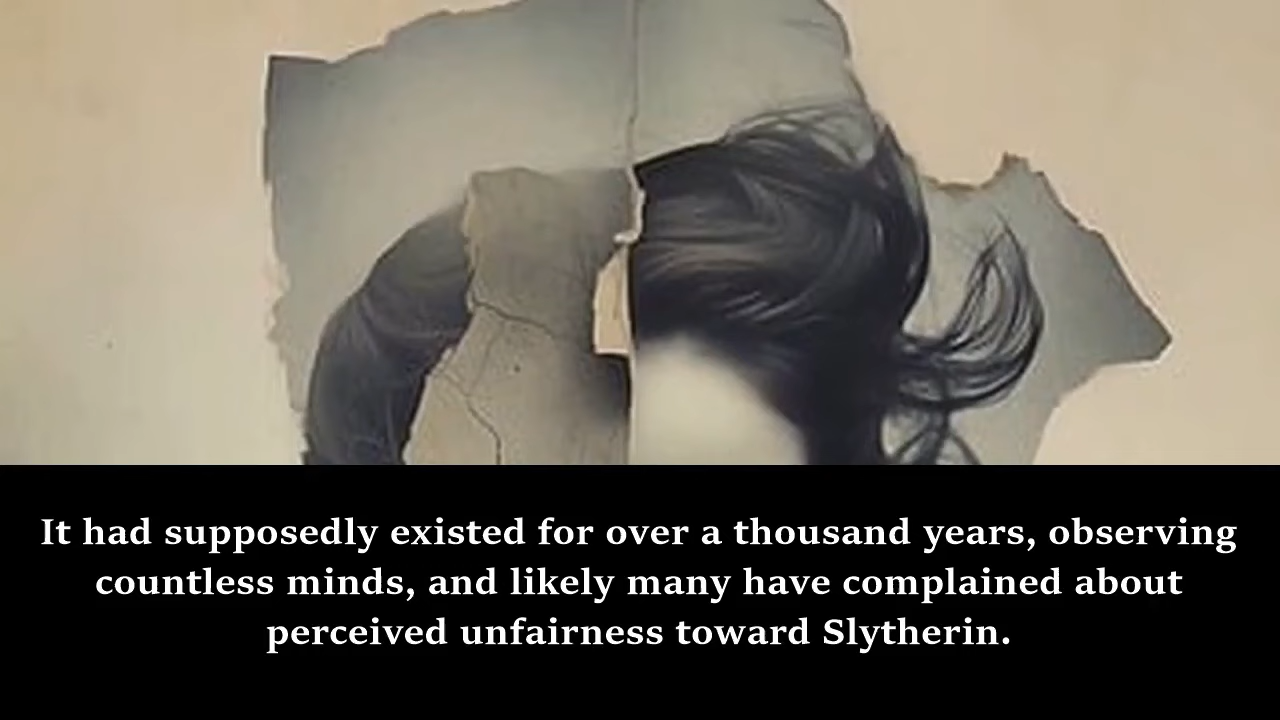 It had supposedly existed for over a thousand years, observing
countless minds, and likely many have complained about
perceived unfairness toward Slytherin.